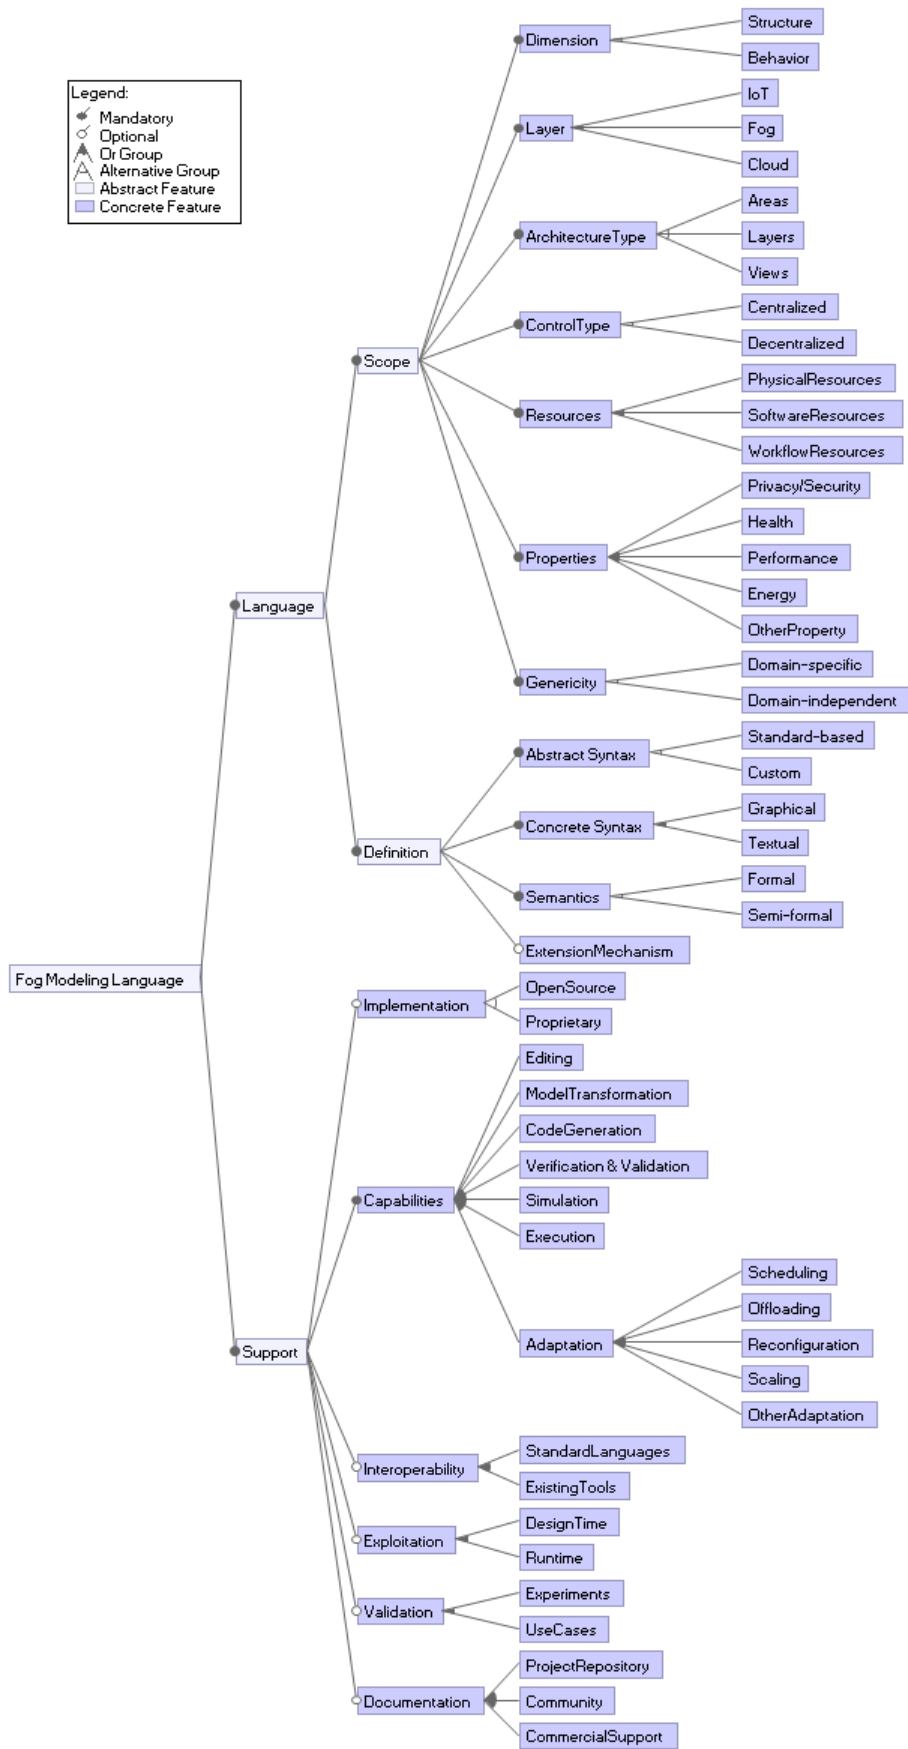 Legend:
Mandatory
Optional
Or Group
Alternative Group
Abstract Feature
Concrete Feature
Fog Modeling Language
Language
Scope
Dimension
Structure
Behavior
Layer
IoT
Fog
Cloud
ArchitectureType
Areas
Layers
Views
ControlType
Centralized
Decentralized
Resources
PhysicalResources
SoftwareResources
WorkflowResources
Properties
Privacy/Security
Health
Performance
Energy
OtherProperty
Genericity
Domain-specific
Domain-independent
Definition
Abstract Syntax
Standard-based
Custom
Concrete Syntax
Graphical
Textual
Semantics
Formal
Semi-formal
ExtensionMechanism
Support
Implementation
OpenSource
Proprietary
Capabilities
Editing
ModelTransformation
CodeGeneration
Verification & Validation
Simulation
Execution
Adaptation
Scheduling
Offloading
Reconfiguration
Scaling
OtherAdaptation
Interoperability
StandardLanguages
ExistingTools
Exploitation
DesignTime
Runtime
Validation
Experiments
UseCases
Documentation
ProjectRepository
Community
CommercialSupport